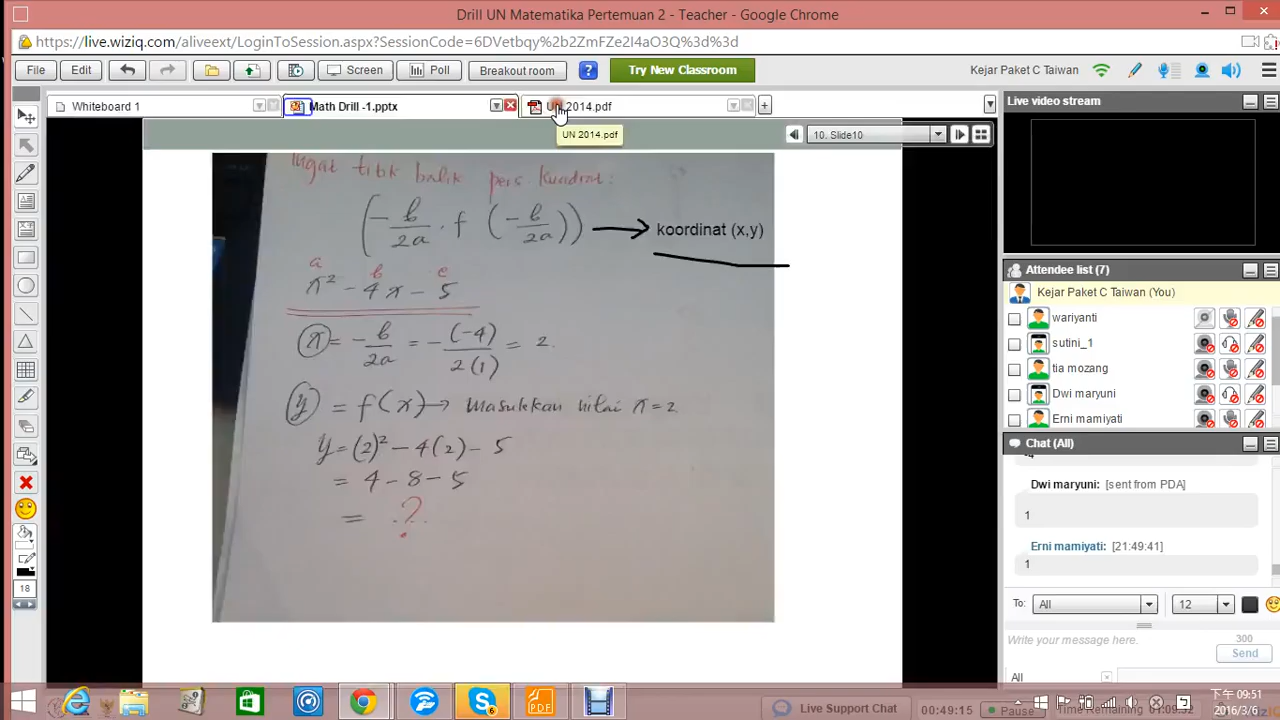 Drill UN Matematika Pertemuan 2 - Teacher - Google Chrome
https://live.wiziq.com/aliveext/LoginToSession.aspx?SessionCode=6DVetbqy%2b2ZmFZe2I4aO3Q%3d%3d
File Edit Screen Poll Breakout room ? Try New Classroom Kejar Paket C Taiwan
Whiteboard 1 Math Drill -1.pptx UN 2014.pdf
UN 2014.pdf
10. Slide10
Ingat titik balik pers. kuadrat:
(-b/2a . f (-b/2a)) koordinat (x,y)
a b c
x² - 4x - 5
x = -b/2a = -(-4)/2(1) = 2.
y = f(x) → Masukkan nilai x = 2
y = (2)² - 4(2) - 5
= 4 - 8 - 5
= ..?..
18
Live video stream
Attendee list (7)
Kejar Paket C Taiwan (You)
wariyanti
sutini_1
tia mozang
Dwi maryuni
Erni mamiyati
Chat (All)
-4
Dwi maryuni: [sent from PDA]
1
Erni mamiyati: [21:49:41]
1
To: All 12
Write your message here. 300
Send
All
Live Support Chat
00:49:15 Pause Time Remaining
下午 09:51
2016/3/6